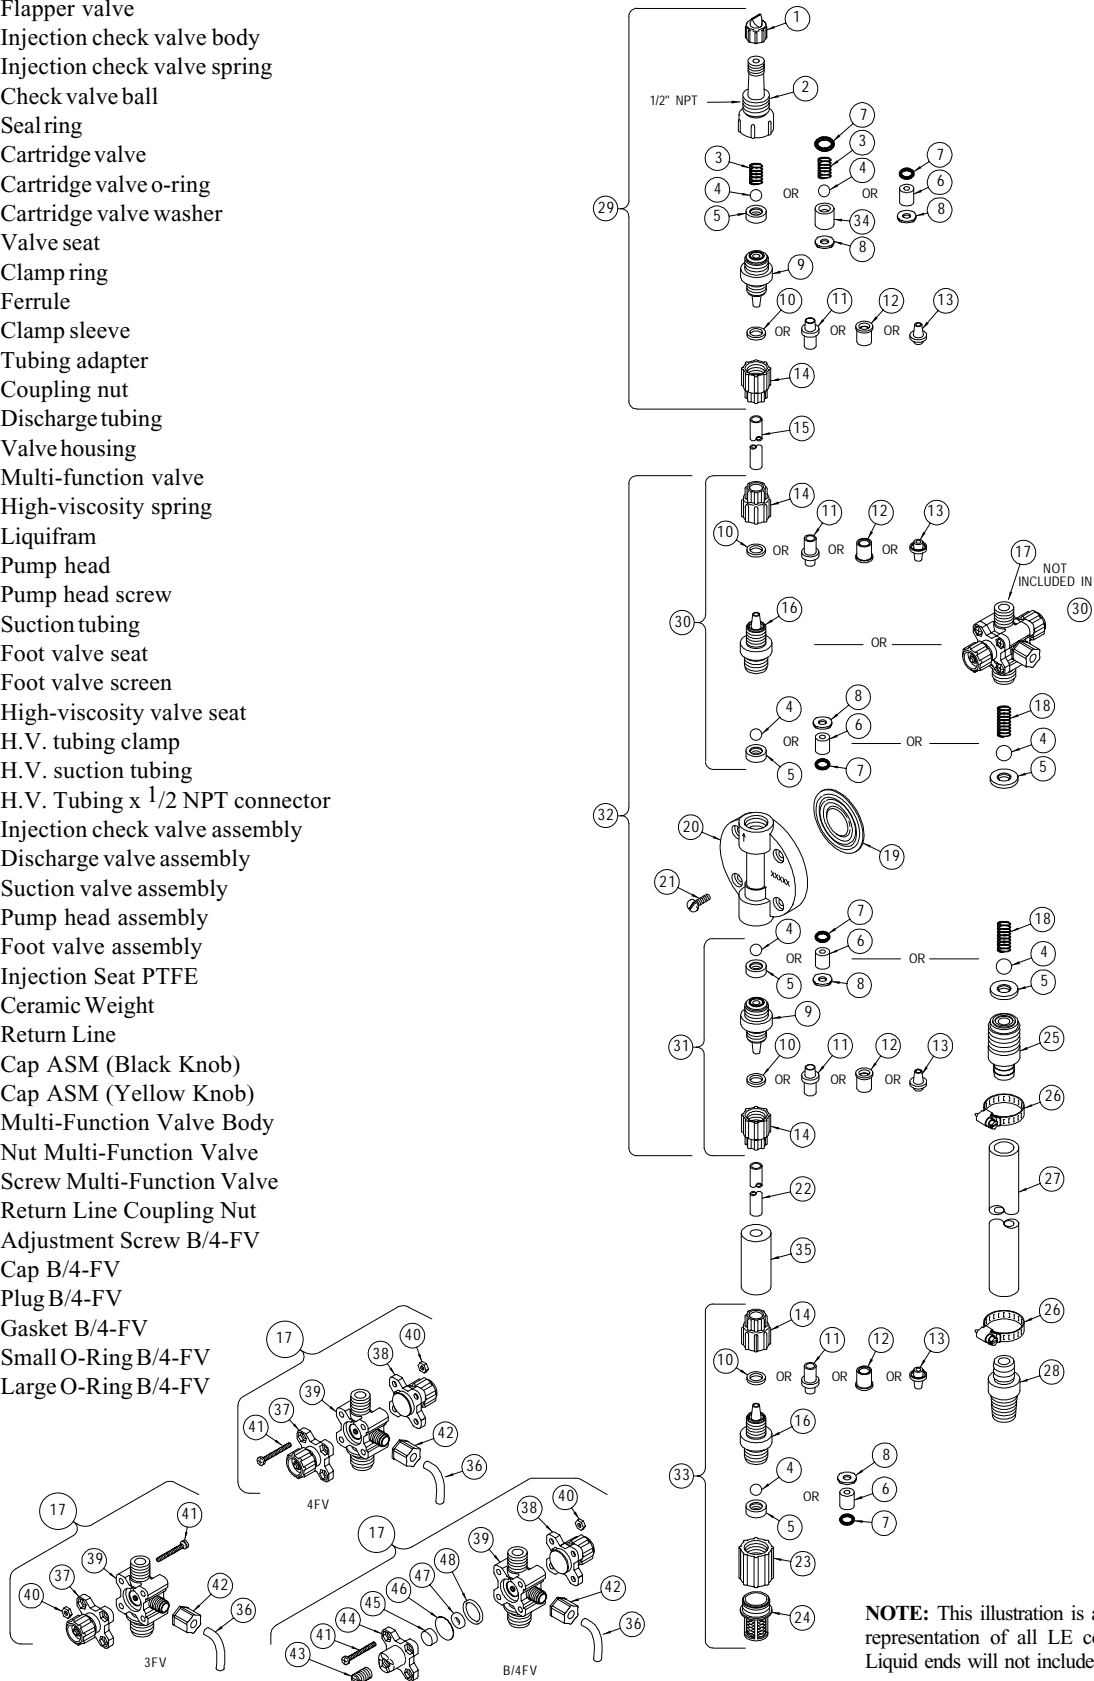 Flapper valve
Injection check valve body
Injection check valve spring
Check valve ball
Seal ring
Cartridge valve
Cartridge valve o-ring
Cartridge valve washer
Valve seat
Clamp ring
Ferrule
Clamp sleeve
Tubing adapter
Coupling nut
Discharge tubing
Valve housing
Multi-function valve
High-viscosity spring
Liquifram
Pump head
Pump head screw
Suction tubing
Foot valve seat
Foot valve screen
High-viscosity valve seat
H.V. tubing clamp
H.V. suction tubing
H.V. Tubing x 1/2 NPT connector
Injection check valve assembly
Discharge valve assembly
Suction valve assembly
Pump head assembly
Foot valve assembly
Injection Seat PTFE
Ceramic Weight
Return Line
Cap ASM (Black Knob)
Cap ASM (Yellow Knob)
Multi-Function Valve Body
Nut Multi-Function Valve
Screw Multi-Function Valve
Return Line Coupling Nut
Adjustment Screw B/4-FV
Cap B/4-FV
Plug B/4-FV
Gasket B/4-FV
Small O-Ring B/4-FV
Large O-Ring B/4-FV
1
1/2" NPT 2
7
3 3 7
4 OR 4 OR 6
29 5 34 8
8
9
10 11 12 13
OR OR OR
14
15
14
11 12 13
10 OR OR OR
17
NOT
INCLUDED IN
30
30 16 OR
4 8 18
OR 6 OR 4
5 7 5
32 20 19
21 XXXXX
4 7 18
OR 6 OR 4
5 8 5
9 25
31 10 11 12 13
OR OR OR
26
14
27
22
35
14 26
11 12 13
10 OR OR OR 28
16
33 4 8
OR 6
5 7
23
24
17 40
38
39
37
41 42
36
4FV
17 41
39
37
40 42
36
3FV
17 40
38
39
48
47
46
45
44
41
43 42
36
B/4FV
NOTE: This illustration is a
representation of all LE co
Liquid ends will not include